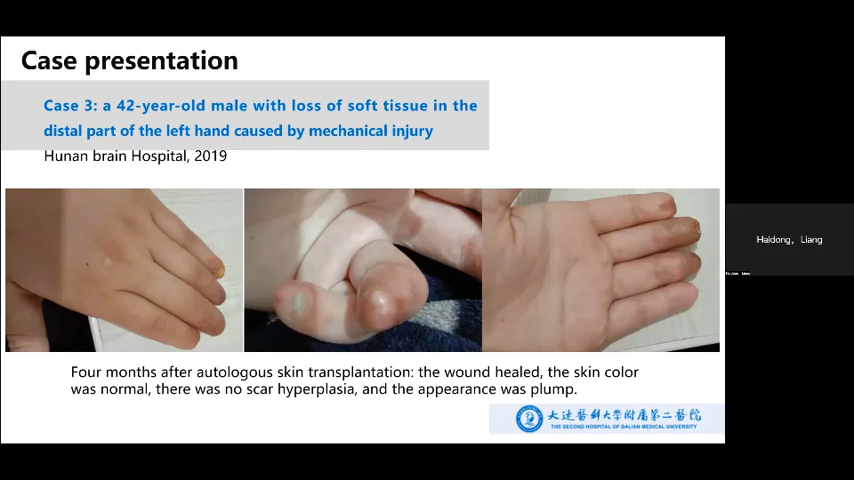 Case presentation
Case 3: a 42-year-old male with loss of soft tissue in the
distal part of the left hand caused by mechanical injury
Hunan brain Hospital, 2019
Haidong, Liang
Four months after autologous skin transplantation: the wound healed, the skin color
was normal, there was no scar hyperplasia, and the appearance was plump.
大连医科大学附属第二医院
THE SECOND HOSPITAL OF DALIAN MEDICAL UNIVERSITY